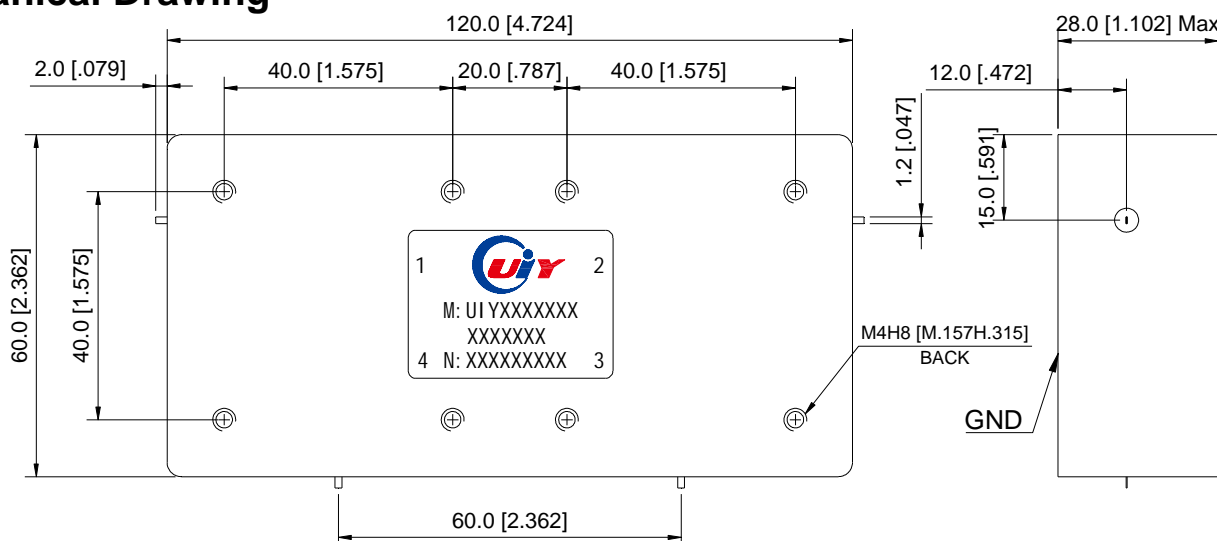 anical Drawing
120.0 [4.724]
28.0 [1.102] Max
2.0 [.079]
40.0 [1.575]
20.0 [.787]
40.0 [1.575]
12.0 [.472]
1.2 [.047]
15.0 [.591]
60.0 [2.362]
40.0 [1.575]
1
UiY
2
M: UIYXXXXXXX
XXXXXXX
4
N: XXXXXXXXX
3
M4H8 [M.157H.315]
BACK
GND
60.0 [2.362]